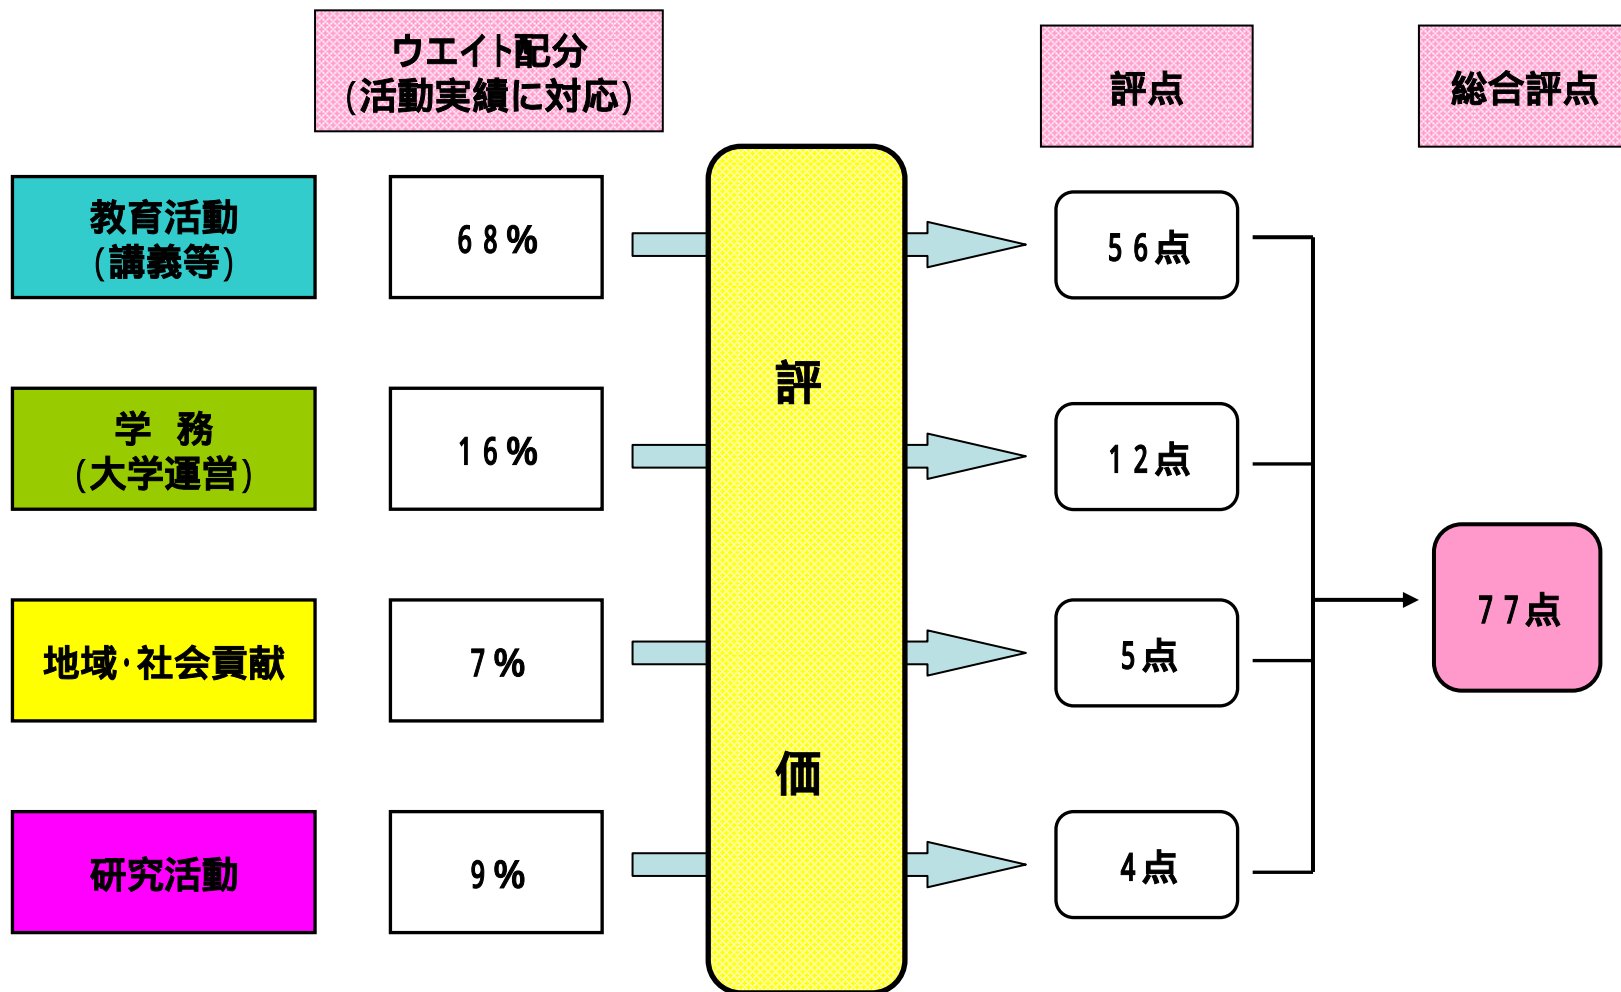 ウエイト配分
(活動実績に対応)
評点
総合評点
教育活動
(講義等)
68%
56点
学 務
(大学運営)
16%
12点
地域・社会貢献
7%
5点
研究活動
9%
4点
評
価
77点